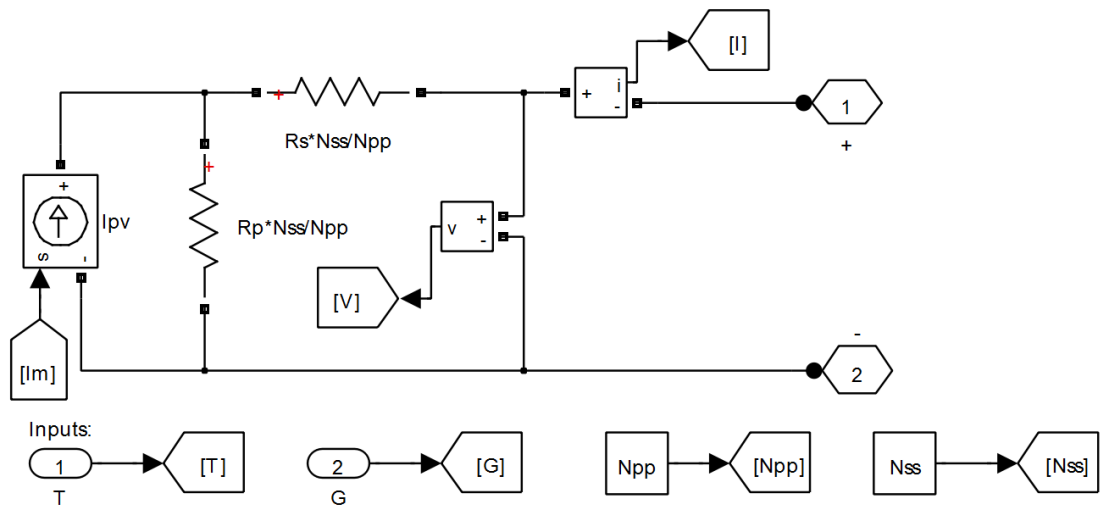 [I]
i
+
-
+
1
+
Rs*Nss/Npp
+
+
Ipv
s
-
Rp*Nss/Npp
v
+
-
[V]
[Im]
-
2
Inputs:
1
[T]
2
[G]
Npp
[Npp]
Nss
[Nss]
T
G